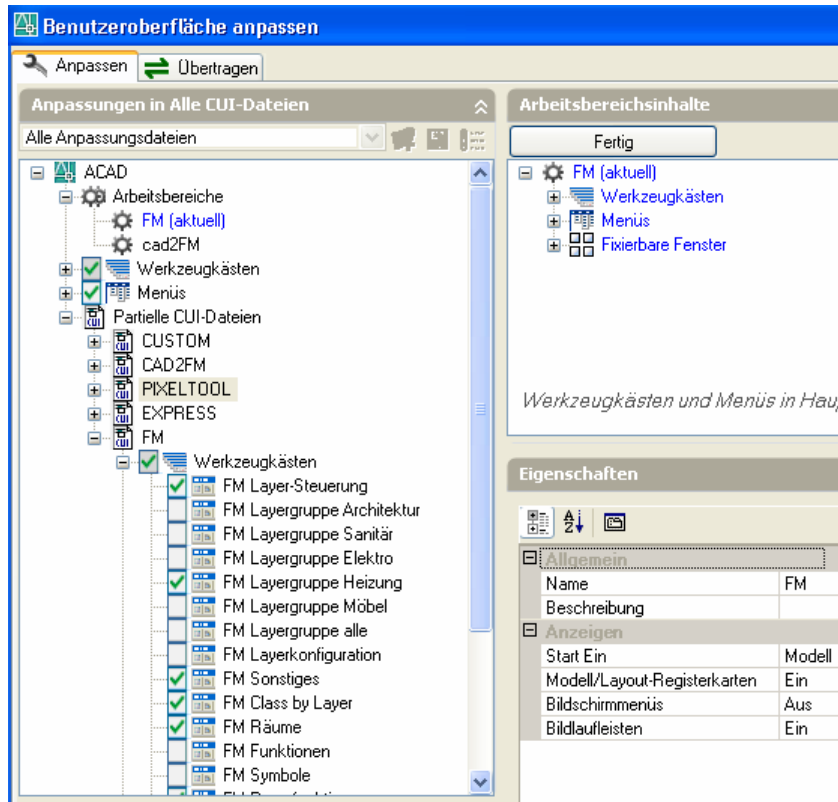 Benutzeroberfläche anpassen
Anpassen
Übertragen
Anpassungen in Alle CUI-Dateien
Alle Anpassungsdateien
ACAD
Arbeitsbereiche
FM (aktuell)
cad2FM
Werkzeugkästen
Menüs
Partielle CUI-Dateien
CUSTOM
CAD2FM
PIXELTOOL
EXPRESS
FM
Werkzeugkästen
FM Layer-Steuerung
FM Layergruppe Architektur
FM Layergruppe Sanitär
FM Layergruppe Elektro
FM Layergruppe Heizung
FM Layergruppe Möbel
FM Layergruppe alle
FM Layerkonfiguration
FM Sonstiges
FM Class by Layer
FM Räume
FM Funktionen
FM Symbole
Arbeitsbereichsinhalte
Fertig
FM (aktuell)
Werkzeugkästen
Menüs
Fixierbare Fenster
Werkzeugkästen und Menüs in Hau
Eigenschaften
Allgemein
Name FM
Beschreibung
Anzeigen
Start Ein Modell
Modell/Layout-Registerkarten Ein
Bildschirmmenüs Aus
Bildlaufleisten Ein